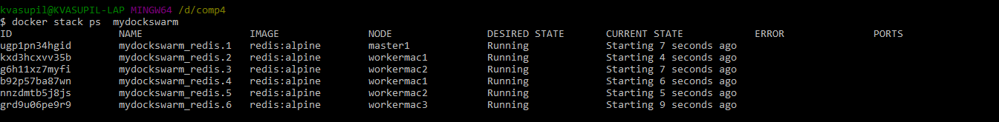 kvasupil@KVASUPIL-LAP MINGW64 /d/comp4
$ docker stack ps  mydockswarm
ID NAME IMAGE NODE DESIRED STATE CURRENT STATE ERROR PORTS
ugp1pn34hgid mydockswarm_redis.1 redis:alpine master1 Running Starting 7 seconds ago
kxd3hcxvv35b mydockswarm_redis.2 redis:alpine workermac1 Running Starting 4 seconds ago
g6h11xz7myfi mydockswarm_redis.3 redis:alpine workermac2 Running Starting 7 seconds ago
b92p57ba87wn mydockswarm_redis.4 redis:alpine workermac1 Running Starting 6 seconds ago
nnzdmtb5j8js mydockswarm_redis.5 redis:alpine workermac2 Running Starting 5 seconds ago
grd9u06pe9r9 mydockswarm_redis.6 redis:alpine workermac3 Running Starting 9 seconds ago